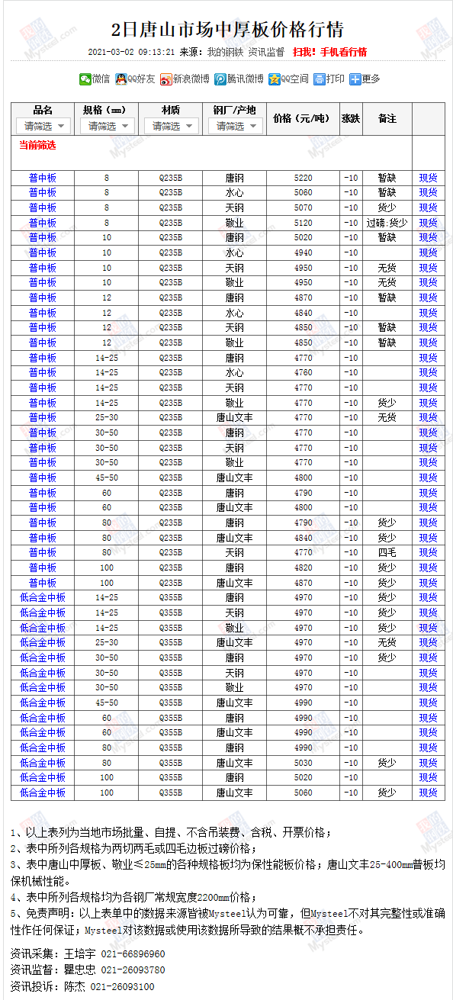 2日唐山市场中厚板价格行情
2021-03-02 09:13:21 来源：我的钢铁 资讯监督 扫我！手机看行情
微信 QQ好友 新浪微博 腾讯微博 QQ空间 打印 更多
品名 规格（mm） 材质 钢厂/产地 价格（元/吨） 涨跌 备注
请筛选 请筛选 请筛选 请筛选
当前筛选
普中板 8 Q235B 唐钢 5220 -10 暂缺 现货
普中板 8 Q235B 水心 5060 -10 暂缺 现货
普中板 8 Q235B 天钢 5070 -10 货少 现货
普中板 8 Q235B 敬业 5120 -10 过磅;货少 现货
普中板 10 Q235B 唐钢 5020 -10 暂缺 现货
普中板 10 Q235B 水心 4940 -10 现货
普中板 10 Q235B 天钢 4950 -10 无货 现货
普中板 10 Q235B 敬业 4950 -10 无货 现货
普中板 12 Q235B 唐钢 4870 -10 暂缺 现货
普中板 12 Q235B 水心 4840 -10 现货
普中板 12 Q235B 天钢 4850 -10 暂缺 现货
普中板 12 Q235B 敬业 4850 -10 暂缺 现货
普中板 14-25 Q235B 唐钢 4770 -10 现货
普中板 14-25 Q235B 水心 4760 -10 现货
普中板 14-25 Q235B 天钢 4770 -10 现货
普中板 14-25 Q235B 敬业 4770 -10 货少 现货
普中板 25-30 Q235B 唐山文丰 4770 -10 无货 现货
普中板 30-50 Q235B 唐钢 4770 -10 现货
普中板 30-50 Q235B 天钢 4770 -10 现货
普中板 30-50 Q235B 敬业 4770 -10 现货
普中板 45-50 Q235B 唐山文丰 4800 -10 现货
普中板 60 Q235B 唐钢 4790 -10 现货
普中板 60 Q235B 唐山文丰 4800 -10 现货
普中板 80 Q235B 唐钢 4790 -10 货少 现货
普中板 80 Q235B 唐山文丰 4840 -10 货少 现货
普中板 80 Q235B 天钢 4770 -10 四毛 现货
普中板 100 Q235B 唐钢 4820 -10 货少 现货
普中板 100 Q235B 唐山文丰 4870 -10 货少 现货
低合金中板 14-25 Q355B 唐钢 4970 -10 货少 现货
低合金中板 14-25 Q355B 天钢 4970 -10 货少 现货
低合金中板 14-25 Q355B 敬业 4970 -10 货少 现货
低合金中板 25-30 Q355B 唐山文丰 4970 -10 无货 现货
低合金中板 30-50 Q355B 唐钢 4970 -10 货少 现货
低合金中板 30-50 Q355B 天钢 4970 -10 现货
低合金中板 30-50 Q355B 敬业 4970 -10 现货
低合金中板 45-50 Q355B 唐山文丰 4990 -10 现货
低合金中板 60 Q355B 唐钢 4990 -10 现货
低合金中板 60 Q355B 唐山文丰 4990 -10 现货
低合金中板 80 Q355B 唐钢 4990 -10 现货
低合金中板 80 Q355B 唐山文丰 5030 -10 货少 现货
低合金中板 100 Q355B 唐钢 5020 -10 现货
低合金中板 100 Q355B 唐山文丰 5060 -10 货少 现货
1、以上表列为当地市场批量、自提、不含吊装费、含税、开票价格；
2、表中所列各规格为两切两毛或四毛边板过磅价格；
3、表中唐山中厚板、敬业≤25mm的各种规格板均为保性能板价格；唐山文丰25-400mm普板均
保机械性能。
4、表中所列各规格均为各钢厂常规宽度2200mm价格；
5、免责声明：以上表单中的数据来源皆被Mysteel认为可靠，但Mysteel不对其完整性或准确
性作任何保证；Mysteel对该数据或使用该数据所导致的结果概不承担责任。
资讯采集：王培宇 021-66896960
资讯监督：瞿忠忠 021-26093780
资讯投诉：陈杰 021-26093100